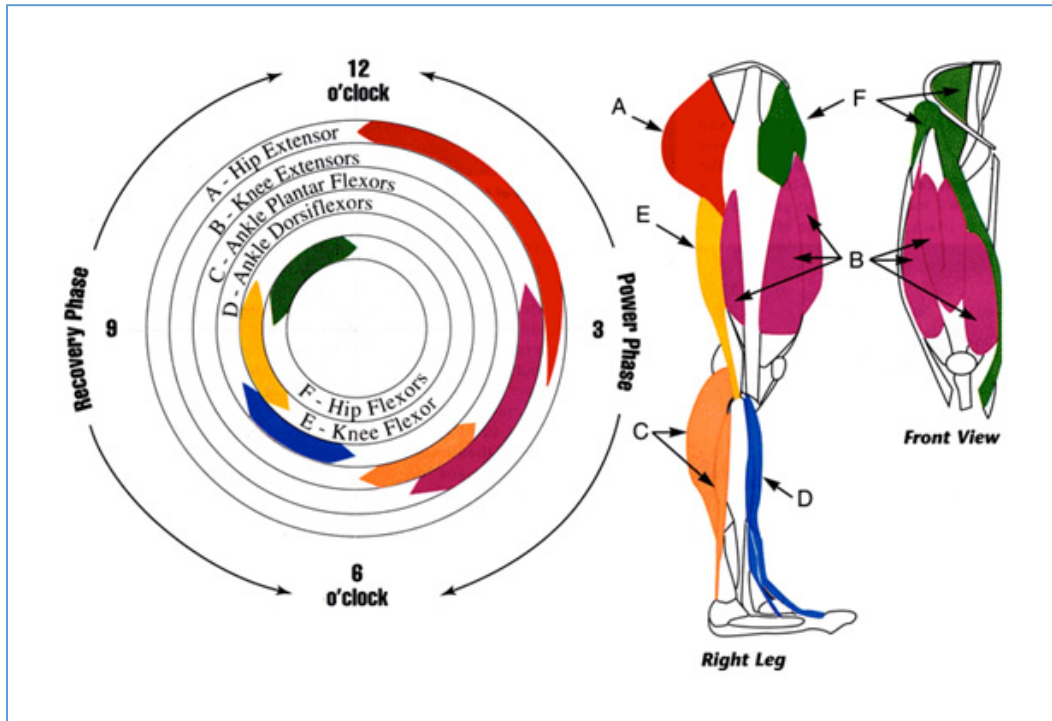 12
o'clock
A - Hip Extensor
B - Knee Extensors
C - Ankle Plantar Flexors
D - Ankle Dorsiflexors
Recovery Phase
9
3
Power Phase
F - Hip Flexors
E - Knee Flexor
6
o'clock
A
F
E
B
C
D
Front View
Right Leg